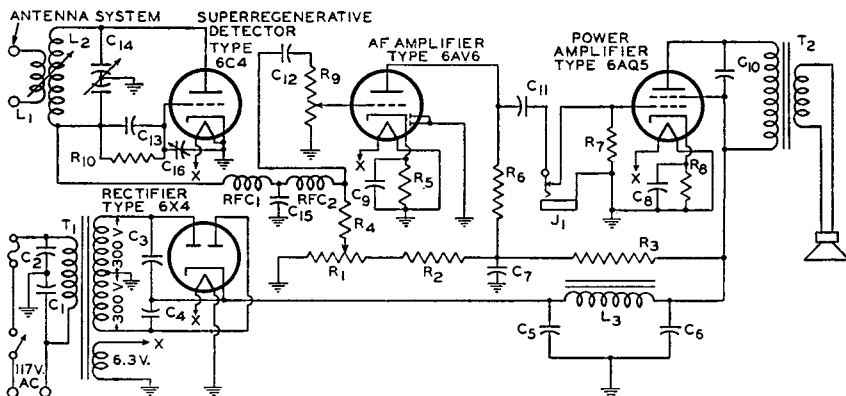 ANTENNA SYSTEM
SUPERREGENERATIVE
DETECTOR
TYPE
6C4
AF AMPLIFIER
TYPE 6AV6
POWER
AMPLIFIER
TYPE 6AQ5
T2
L2
C14
L1
C13
R10
C16
X
C12
R9
X
C9
R5
C11
R6
R7
J1
X
C8
R8
C10
RFC1
RFC2
C15
R4
RECTIFIER
TYPE 6X4
T1
C2
C1
300 V
300 V
C3
C4
X
R1
R2
C7
R3
L3
C5
C6
117V.
AC
X
6.3V.